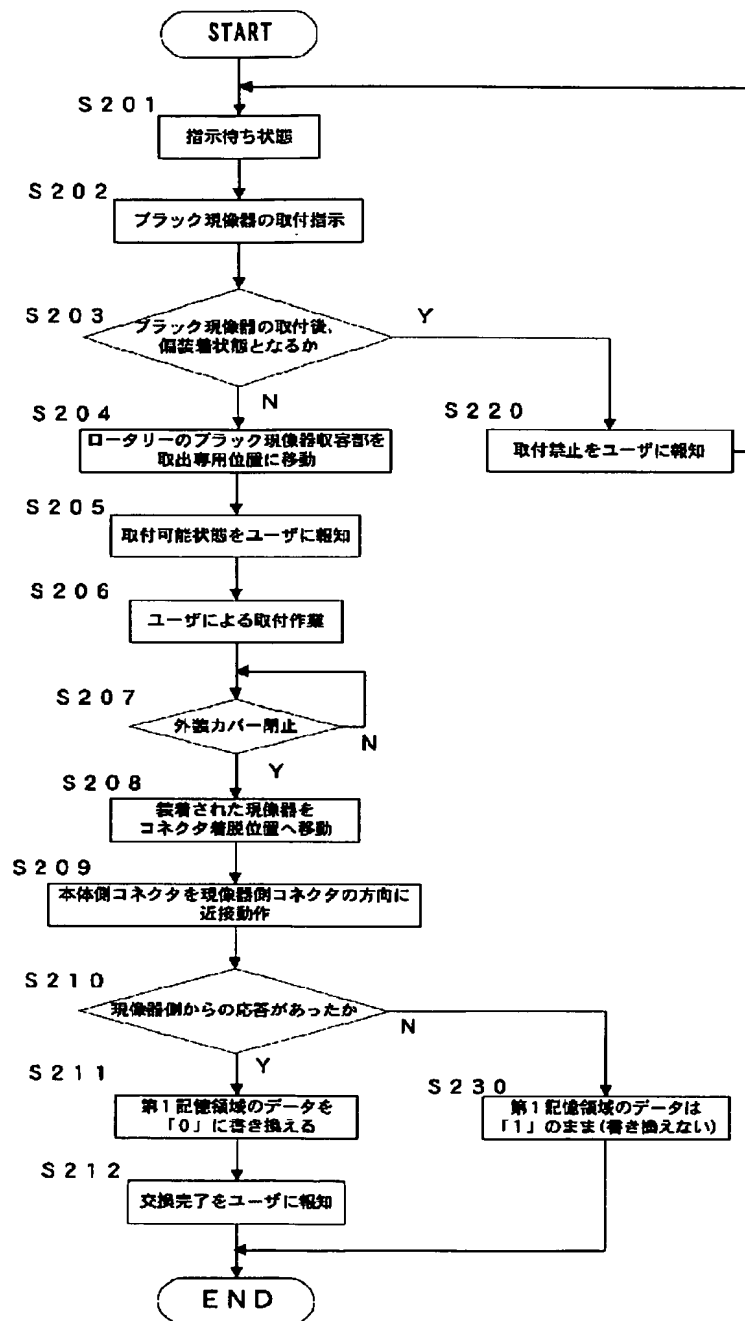 START
S201
指示待ち状態
S202
ブラック現像器の取付指示
S203
ブラック現像器の取付後,
偏装着状態となるか
Y
N
S204
ロータリーのブラック現像器収容部を
取出専用位置に移動
S220
取付禁止をユーザに報知
S205
取付可能状態をユーザに報知
S206
ユーザによる取付作業
S207
外装カバー閉止
N
Y
S208
装着された現像器を
コネクタ着脱位置へ移動
S209
本体側コネクタを現像器側コネクタの方向に
近接動作
S210
現像器側からの応答があったか
N
Y
S211
第1記憶領域のデータを
「0」に書き換える
S230
第1記憶領域のデータは
「1」のまま(書き換えない)
S212
交換完了をユーザに報知
END